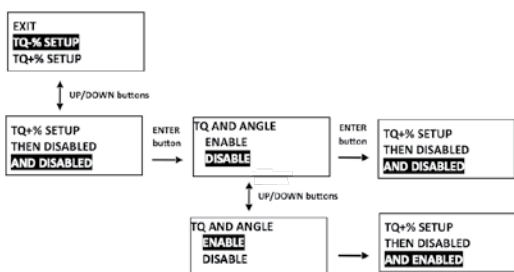 EXIT
TQ-% SETUP
TQ+% SETUP
UP/DOWN buttons
TQ+% SETUP
THEN DISABLED
AND DISABLED
ENTER
button
TQ AND ANGLE
ENABLE
DISABLE
ENTER
button
TQ+% SETUP
THEN DISABLED
AND DISABLED
UP/DOWN buttons
TQ AND ANGLE
ENABLE
DISABLE
TQ+% SETUP
THEN DISABLED
AND ENABLED